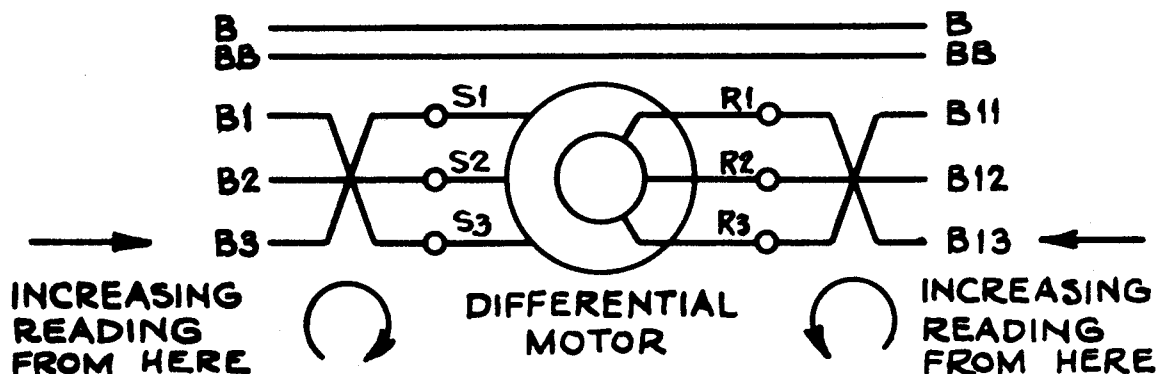 B B
BB BB
B1 S1 R1 B11
B2 S2 R2 B12
B3 S3 R3 B13
INCREASING
READING
FROM HERE
DIFFERENTIAL
MOTOR
INCREASING
READING
FROM HERE